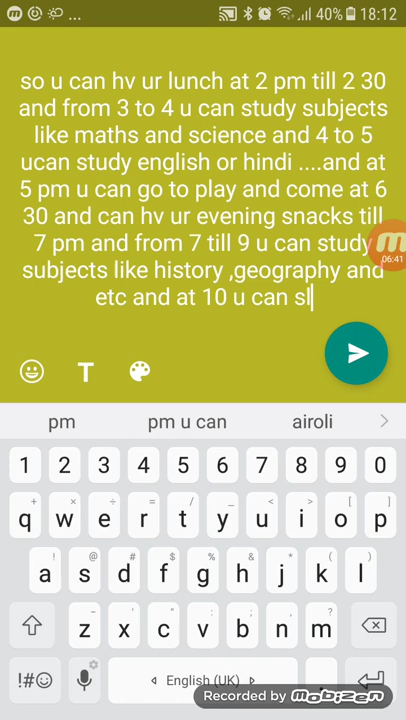 ... 40% 18:12
so u can hv ur lunch at 2 pm till 2 30
and from 3 to 4 u can study subjects
like maths and science and 4 to 5
ucan study english or hindi ....and at
5 pm u can go to play and come at 6
30 and can hv ur evening snacks till
7 pm and from 7 till 9 u can study
subjects like history ,geography and
etc and at 10 u can sl
06:41
T
pm pm u can airoli
1 2 3 4 5 6 7 8 9 0
q w e r t y u i o p
a s d f g h j k l
z x c v b n m
!#☺ English (UK) .
Recorded by mobizen